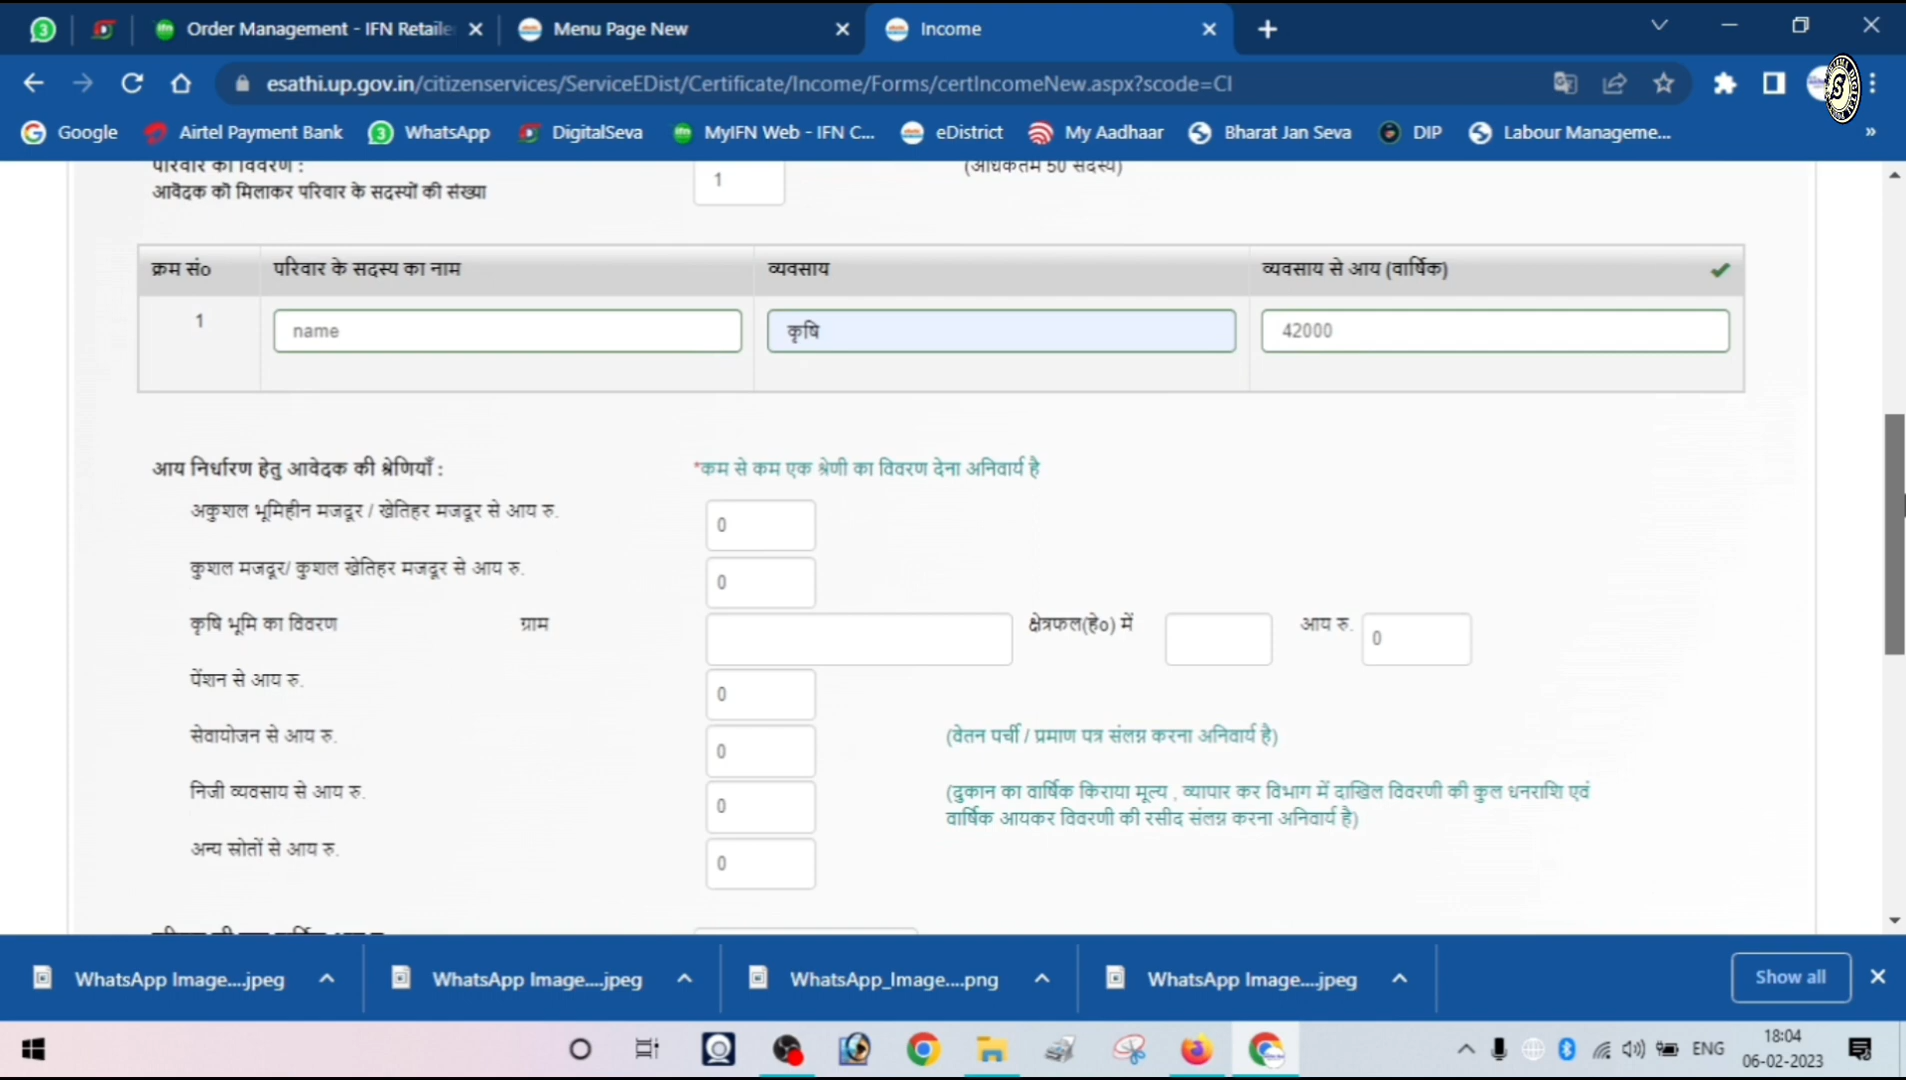 Order Management - IFN Retaile
Menu Page New
Income
esathi.up.gov.in/citizenservices/ServiceEDist/Certificate/Income/Forms/certIncomeNew.aspx?scode=CI
Google
Airtel Payment Bank
WhatsApp
DigitalSeva
MyIFN Web - IFN C...
eDistrict
My Aadhaar
Bharat Jan Seva
DIP
Labour Manageme...
»
परिवार का विवरण :
(अधिकतम 50 सदस्य)
आवेदक को मिलाकर परिवार के सदस्यों की संख्या
1
क्रम सं०
परिवार के सदस्य का नाम
व्यवसाय
व्यवसाय से आय (वार्षिक)
1
name
कृषि
42000
आय निर्धारण हेतु आवेदक की श्रेणियाँ :
*कम से कम एक श्रेणी का विवरण देना अनिवार्य है
अकुशल भूमिहीन मजदूर / खेतिहर मजदूर से आय रु.
0
कुशल मजदूर/ कुशल खेतिहर मजदूर से आय रु.
0
कृषि भूमि का विवरण
ग्राम
क्षेत्रफल(हे०) में
आय रु.
0
पेंशन से आय रु.
0
सेवायोजन से आय रु.
0
(वेतन पर्ची / प्रमाण पत्र संलग्न करना अनिवार्य है)
निजी व्यवसाय से आय रु.
0
(दुकान का वार्षिक किराया मूल्य , व्यापार कर विभाग में दाखिल विवरणी की कुल धनराशि एवं
वार्षिक आयकर विवरणी की रसीद संलग्न करना अनिवार्य है)
अन्य स्रोतों से आय रु.
0
WhatsApp Image....jpeg
WhatsApp Image....jpeg
WhatsApp_Image....png
WhatsApp Image....jpeg
Show all
ENG
18:04
06-02-2023